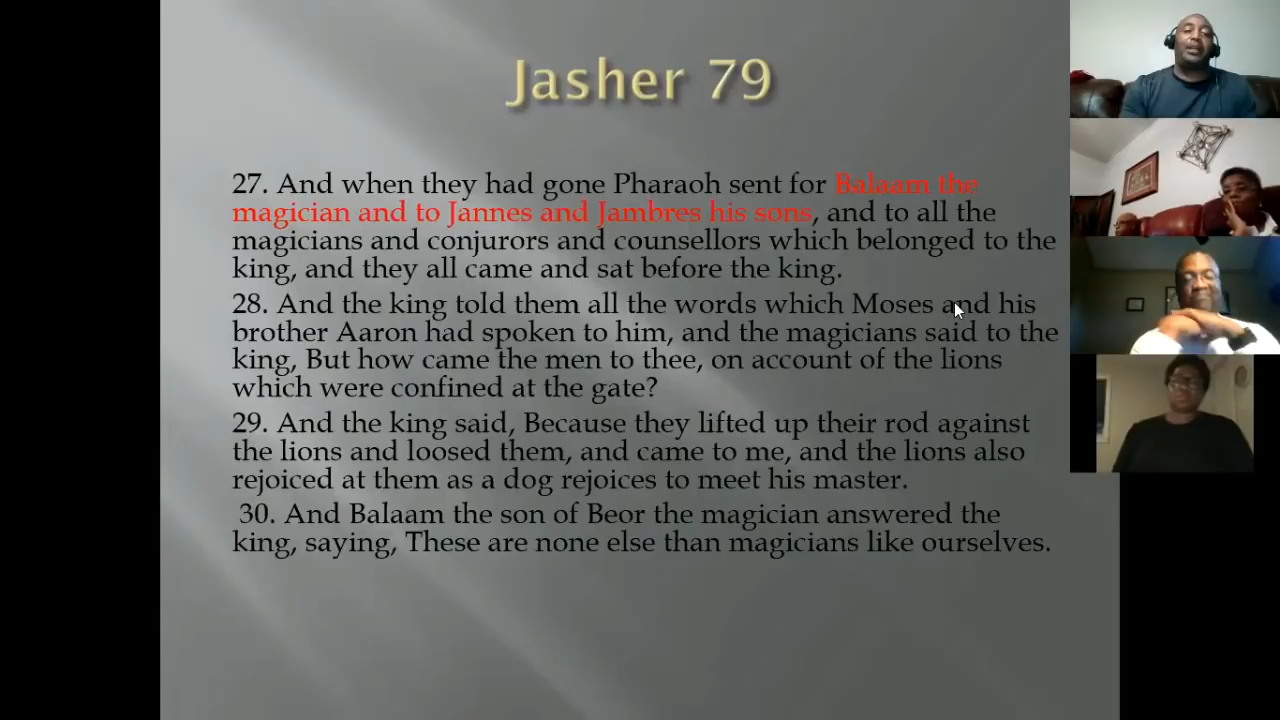 Jasher 79
27. And when they had gone Pharaoh sent for Balaam the
magician and to Jannes and Jambres his sons, and to all the
magicians and conjurors and counsellors which belonged to the
king, and they all came and sat before the king.
28. And the king told them all the words which Moses and his
brother Aaron had spoken to him, and the magicians said to the
king, But how came the men to thee, on account of the lions
which were confined at the gate?
29. And the king said, Because they lifted up their rod against
the lions and loosed them, and came to me, and the lions also
rejoiced at them as a dog rejoices to meet his master.
30. And Balaam the son of Beor the magician answered the
king, saying, These are none else than magicians like ourselves.